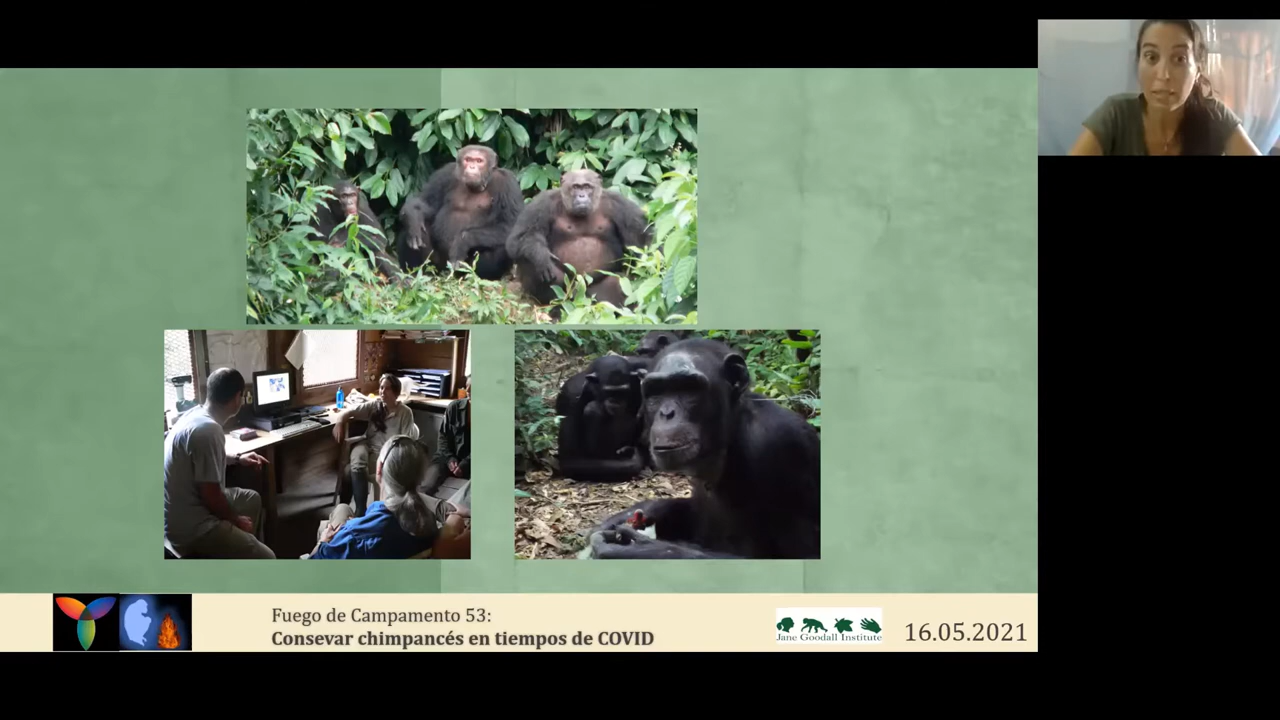 Fuego de Campamento 53:
Consevar chimpancés en tiempos de COVID
Jane Goodall Institute
16.05.2021